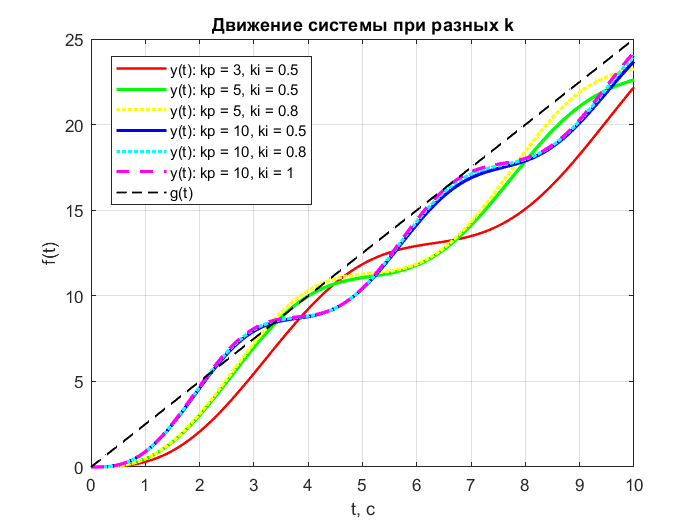 Движение системы при разных k
y(t): kp = 3, ki = 0.5
y(t): kp = 5, ki = 0.5
y(t): kp = 5, ki = 0.8
y(t): kp = 10, ki = 0.5
y(t): kp = 10, ki = 0.8
y(t): kp = 10, ki = 1
g(t)
25
20
15
10
5
0
f(t)
0 1 2 3 4 5 6 7 8 9 10
t, c